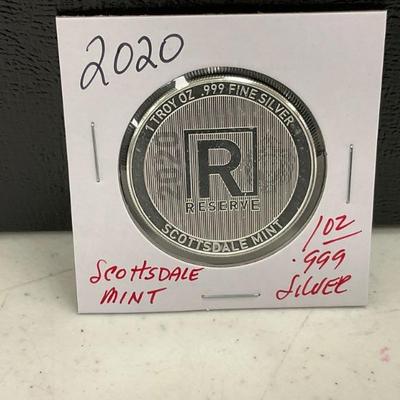 2020
1 TROY OZ .999 FINE SILVER
2020
R
RESERVE
SCOTTSDALE MINT
SCOttSDALE
MINT
1oz
.999
SILVER